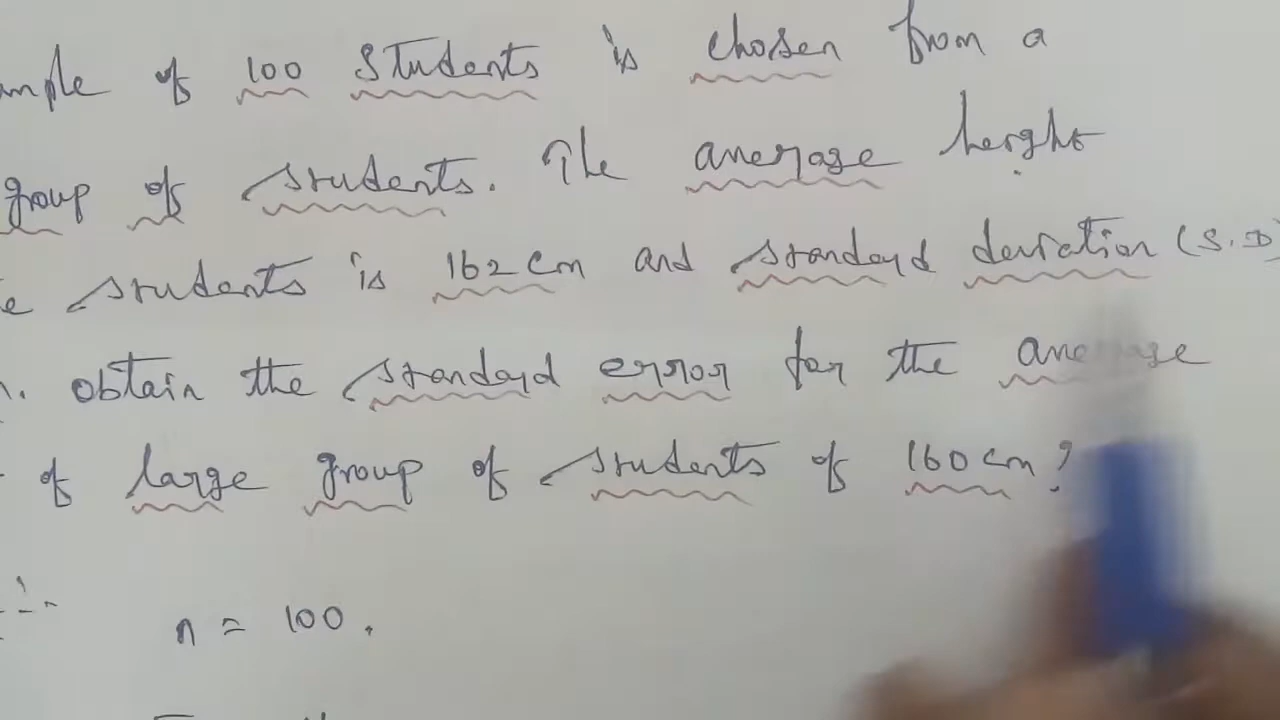 of 100 students is chosen from a
group of students. The average height
students is 162 cm and standard deviation (S.D)
obtain the standard error for the average
of large group of students of 160 cm?
n = 100.